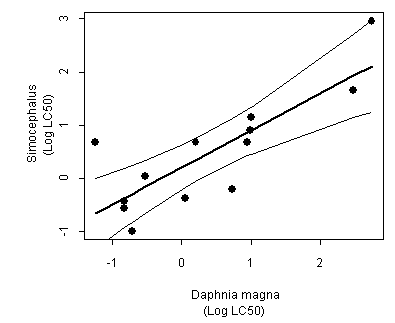 3
2
1
0
-1
Simocephalus
(Log LC50)
-1 0 1 2
Daphnia magna
(Log LC50)